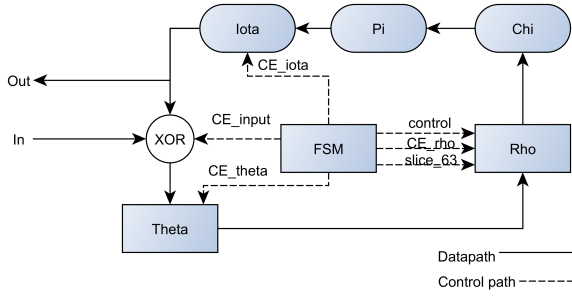 Iota
Pi
Chi
CE_iota
Out
CE_input
control
In
XOR
FSM
CE_rho
Rho
slice_63
CE_theta
Theta
Datapath
Control path